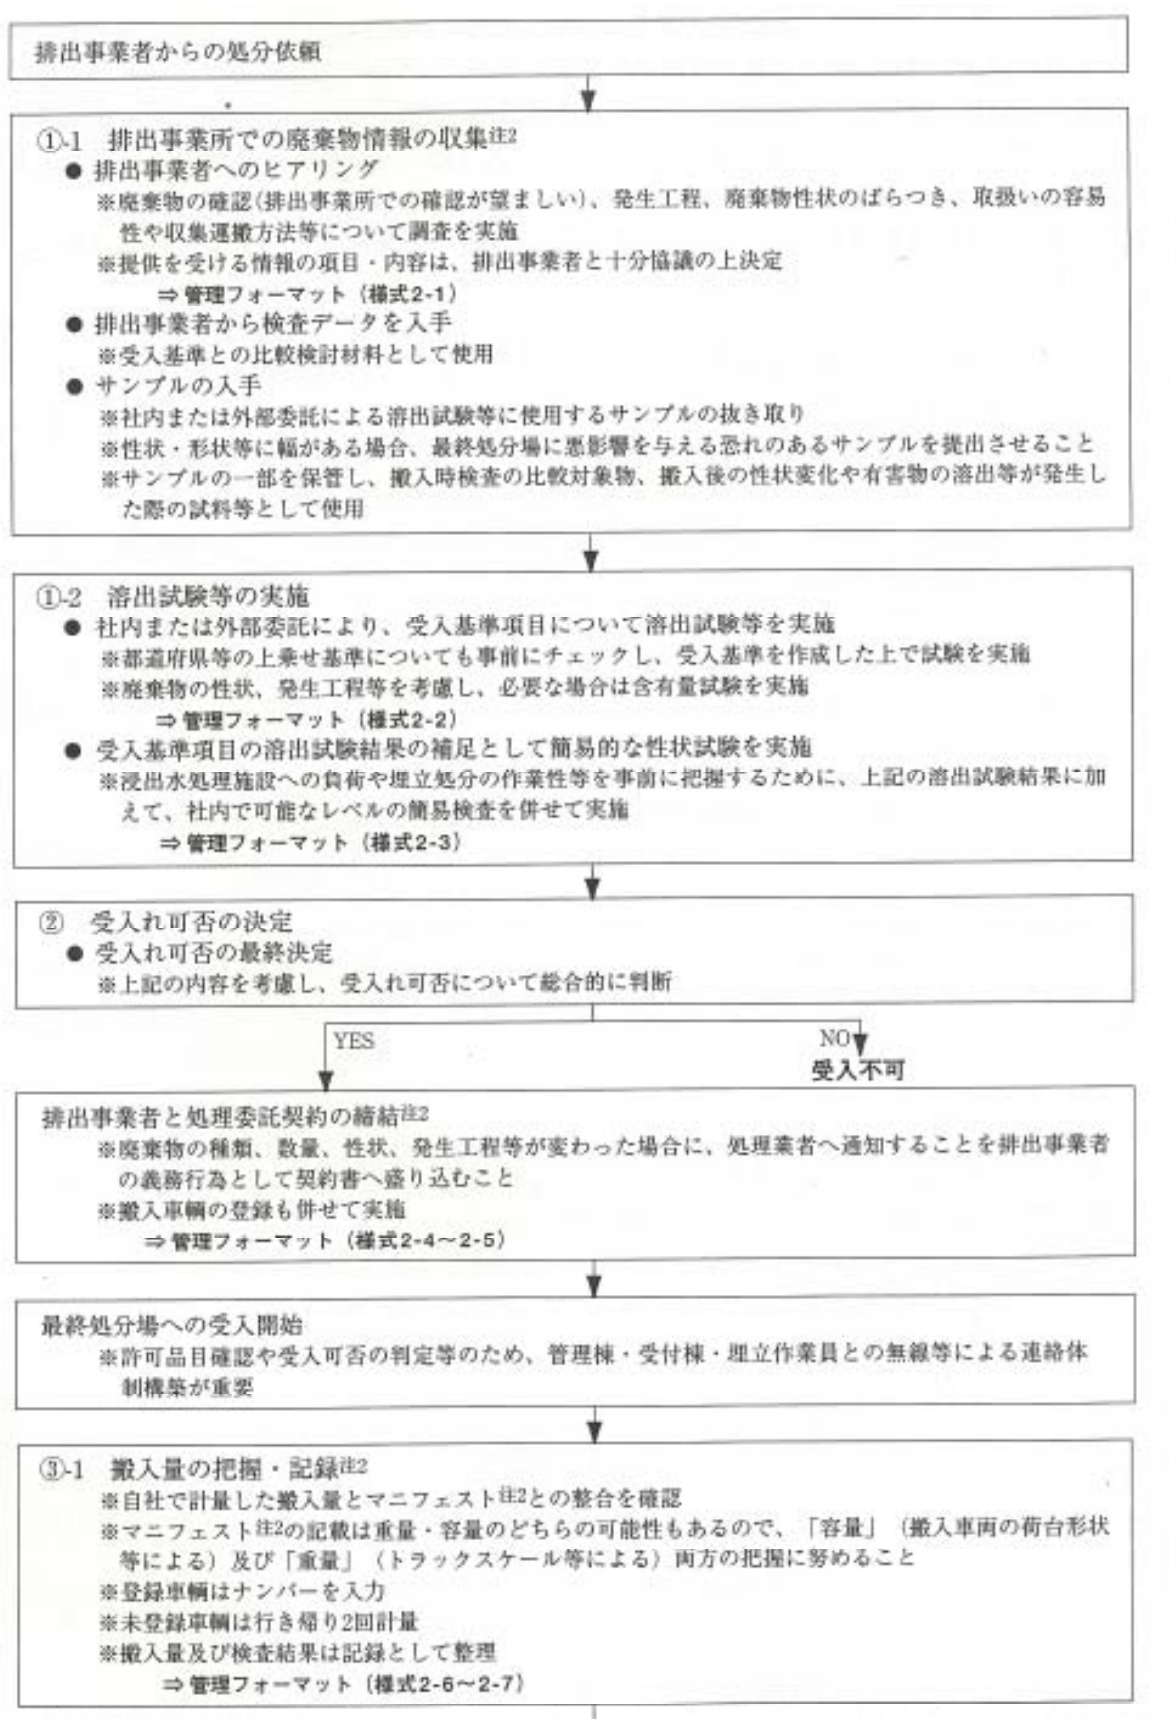 排出事業者からの処分依頼
①-1 排出事業所での廃棄物情報の収集注2
● 排出事業者へのヒアリング
※廃棄物の確認(排出事業所での確認が望ましい)、発生工程、廃棄物性状のばらつき、取扱いの容易
性や収集運搬方法等について調査を実施
※提供を受ける情報の項目・内容は、排出事業者と十分協議の上決定
⇒ 管理フォーマット（様式2-1）
● 排出事業者から検査データを入手
※受入基準との比較検討材料として使用
● サンプルの入手
※社内または外部委託による溶出試験等に使用するサンプルの抜き取り
※性状・形状等に幅がある場合、最終処分場に悪影響を与える恐れのあるサンプルを提出させること
※サンプルの一部を保管し、搬入時検査の比較対象物、搬入後の性状変化や有害物の溶出等が発生し
た際の試料等として使用
①-2 溶出試験等の実施
● 社内または外部委託により、受入基準項目について溶出試験等を実施
※都道府県等の上乗せ基準についても事前にチェックし、受入基準を作成した上で試験を実施
※廃棄物の性状、発生工程等を考慮し、必要な場合は含有量試験を実施
⇒ 管理フォーマット（様式2-2）
● 受入基準項目の溶出試験結果の補足として簡易的な性状試験を実施
※浸出水処理施設への負荷や埋立処分の作業性等を事前に把握するために、上記の溶出試験結果に加
えて、社内で可能なレベルの簡易検査を併せて実施
⇒ 管理フォーマット（様式2-3）
② 受入れ可否の決定
● 受入れ可否の最終決定
※上記の内容を考慮し、受入れ可否について総合的に判断
YES
NO
受入不可
排出事業者と処理委託契約の締結注2
※廃棄物の種類、数量、性状、発生工程等が変わった場合に、処理業者へ通知することを排出事業者
の義務行為として契約書へ盛り込むこと
※搬入車輌の登録も併せて実施
⇒ 管理フォーマット（様式2-4～2-5）
最終処分場への受入開始
※許可品目確認や受入可否の判定等のため、管理棟・受付棟・埋立作業員との無線等による連絡体
制構築が重要
③-1 搬入量の把握・記録注2
※自社で計量した搬入量とマニフェスト注2との整合を確認
※マニフェスト注2の記載は重量・容量のどちらの可能性もあるので、「容量」（搬入車両の荷台形状
等による）及び「重量」（トラックスケール等による）両方の把握に努めること
※登録車輌はナンバーを入力
※未登録車輌は行き帰り2回計量
※搬入量及び検査結果は記録として整理
⇒ 管理フォーマット（様式2-6～2-7）